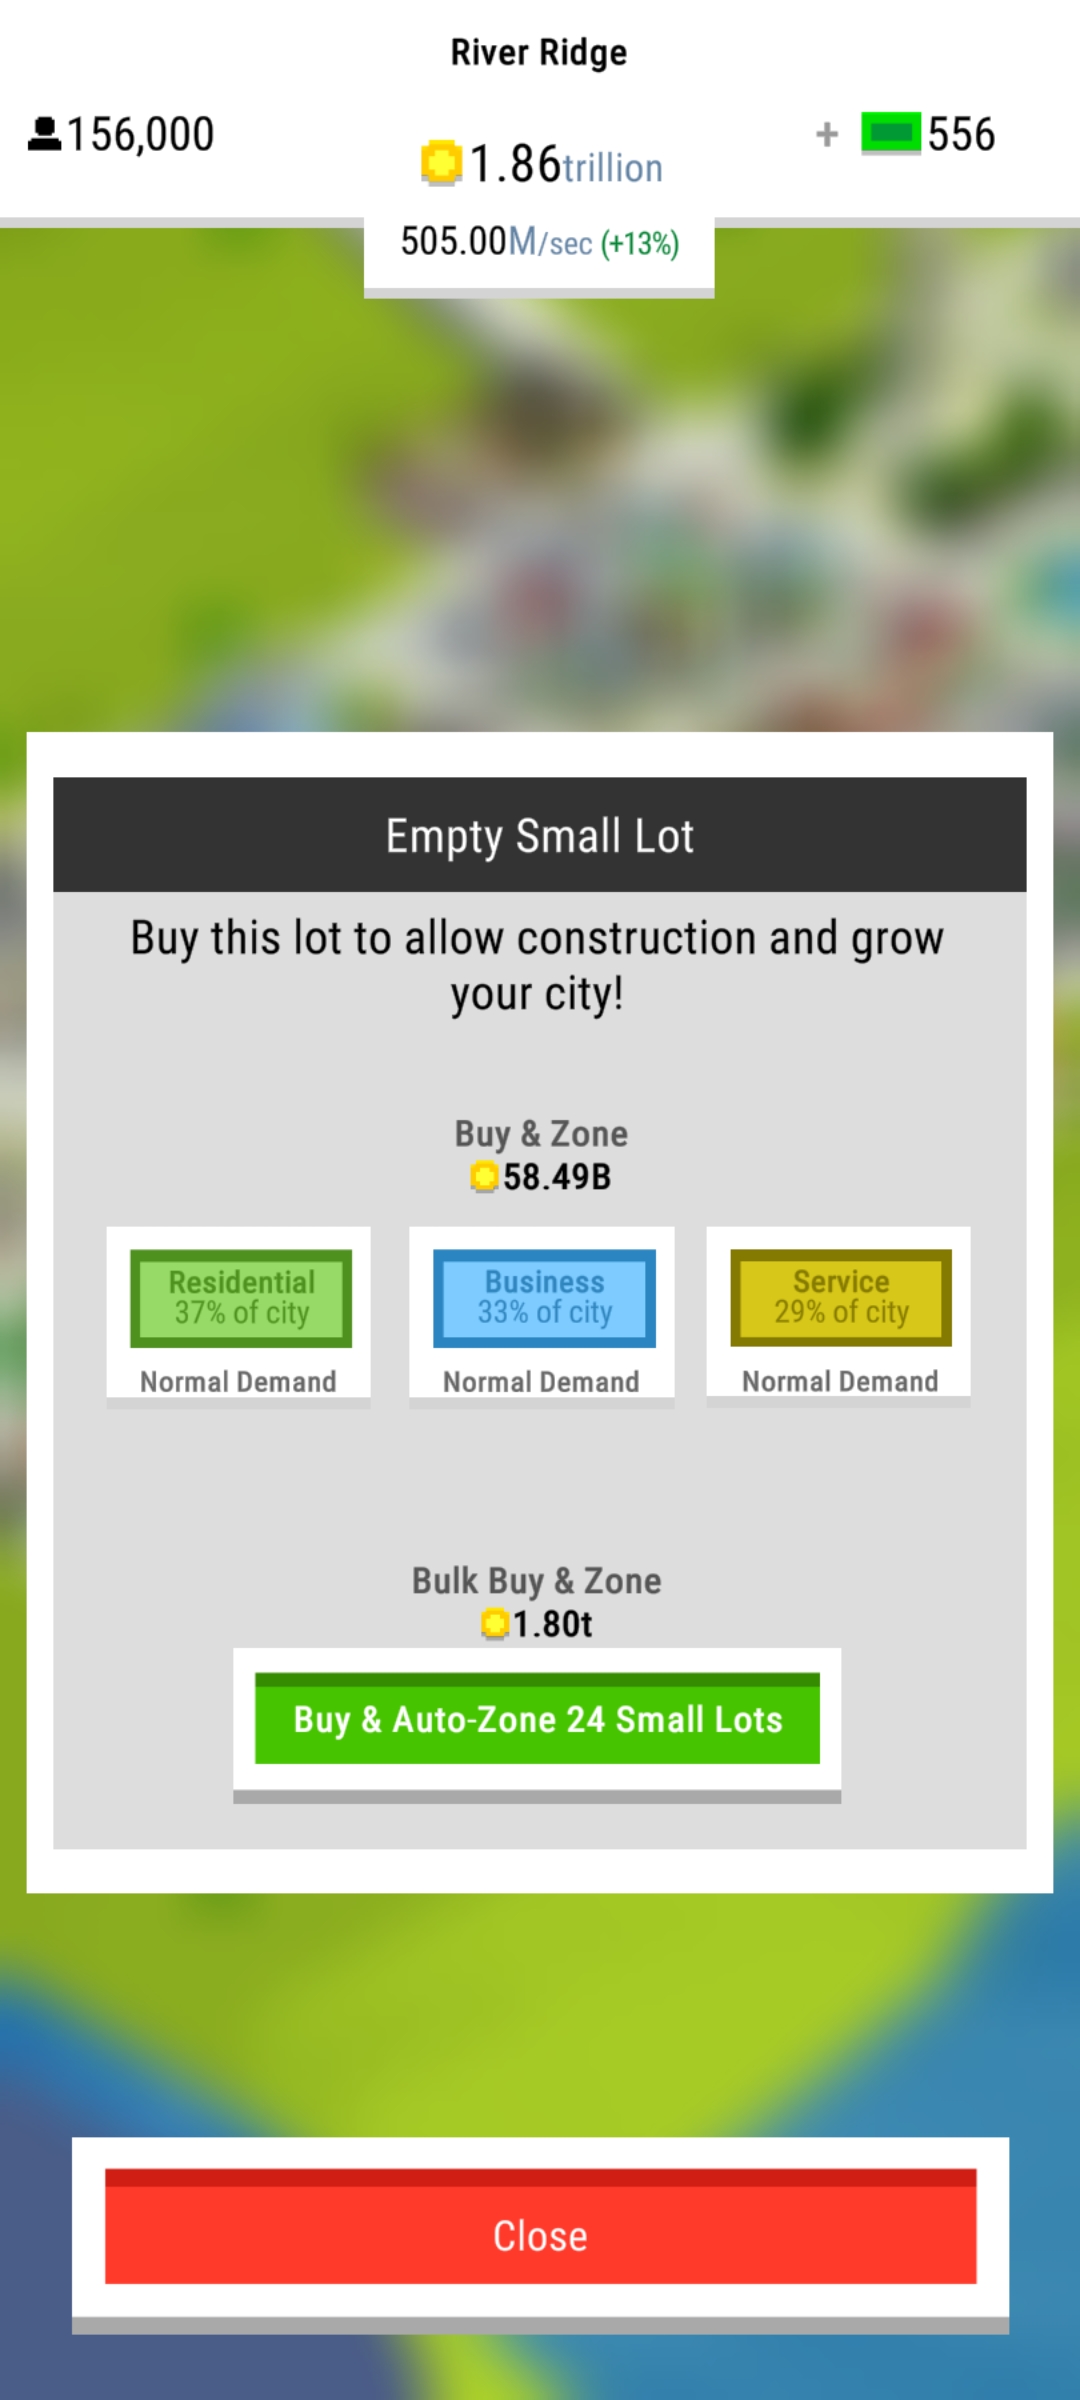 River Ridge
156,000
+ 556
1.86trillion
505.00M/sec (+13%)
Empty Small Lot
Buy this lot to allow construction and grow
your city!
Buy & Zone
58.49B
Residential
37% of city
Normal Demand
Business
33% of city
Normal Demand
Service
29% of city
Normal Demand
Bulk Buy & Zone
1.80t
Buy & Auto-Zone 24 Small Lots
Close